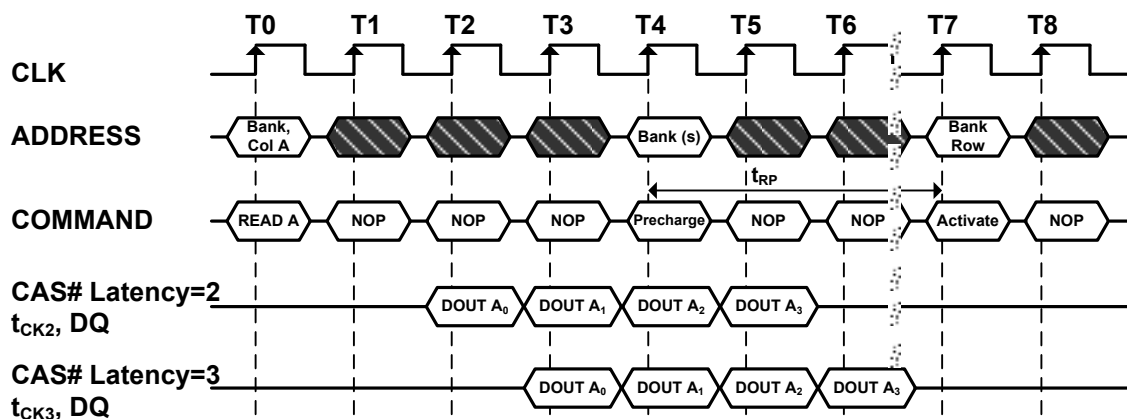 T0 T1 T2 T3 T4 T5 T6 T7 T8
CLK
ADDRESS
Bank, Col A
Bank (s)
Bank Row
tRP
COMMAND
READ A NOP NOP NOP Precharge NOP NOP Activate NOP
CAS# Latency=2
tCK2, DQ
DOUT A0 DOUT A1 DOUT A2 DOUT A3
CAS# Latency=3
tCK3, DQ
DOUT A0 DOUT A1 DOUT A2 DOUT A3